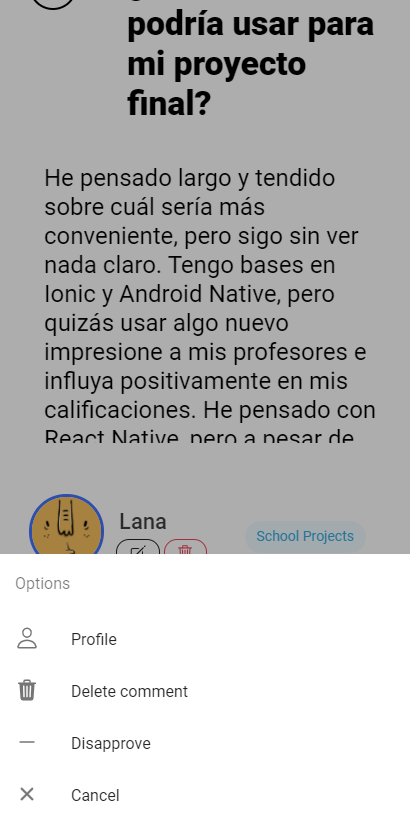 podría usar para
mi proyecto
final?
He pensado largo y tendido
sobre cuál sería más
conveniente, pero sigo sin ver
nada claro. Tengo bases en
Ionic y Android Native, pero
quizás usar algo nuevo
impresione a mis profesores e
influya positivamente en mis
calificaciones. He pensado con
React Native, pero a pesar de
Lana
School Projects
Options
Profile
Delete comment
Disapprove
Cancel